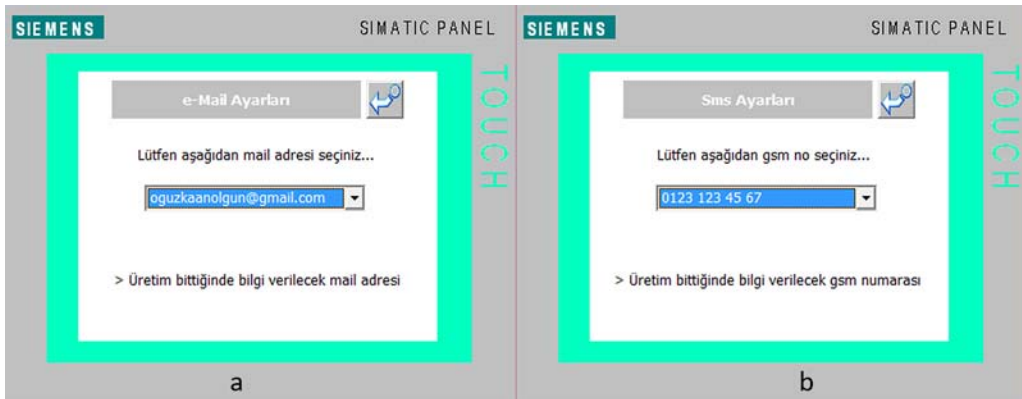 SIEMENS
SIMATIC PANEL
TOUCH
e-Mail Ayarları
Lütfen aşağıdan mail adresi seçiniz...
oguzkaanolgun@gmail.com
> Üretim bittiğinde bilgi verilecek mail adresi
a
SIEMENS
SIMATIC PANEL
TOUCH
Sms Ayarları
Lütfen aşağıdan gsm no seçiniz...
0123 123 45 67
> Üretim bittiğinde bilgi verilecek gsm numarası
b